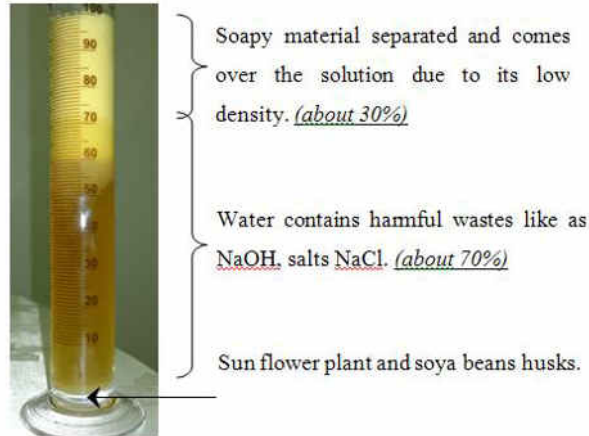 100
90
80
70
60
50
30
20
10
Soapy material separated and comes
over the solution due to its low
density. (about 30%)
Water contains harmful wastes like as
NaOH, salts NaCl. (about 70%)
Sun flower plant and soya beans husks.